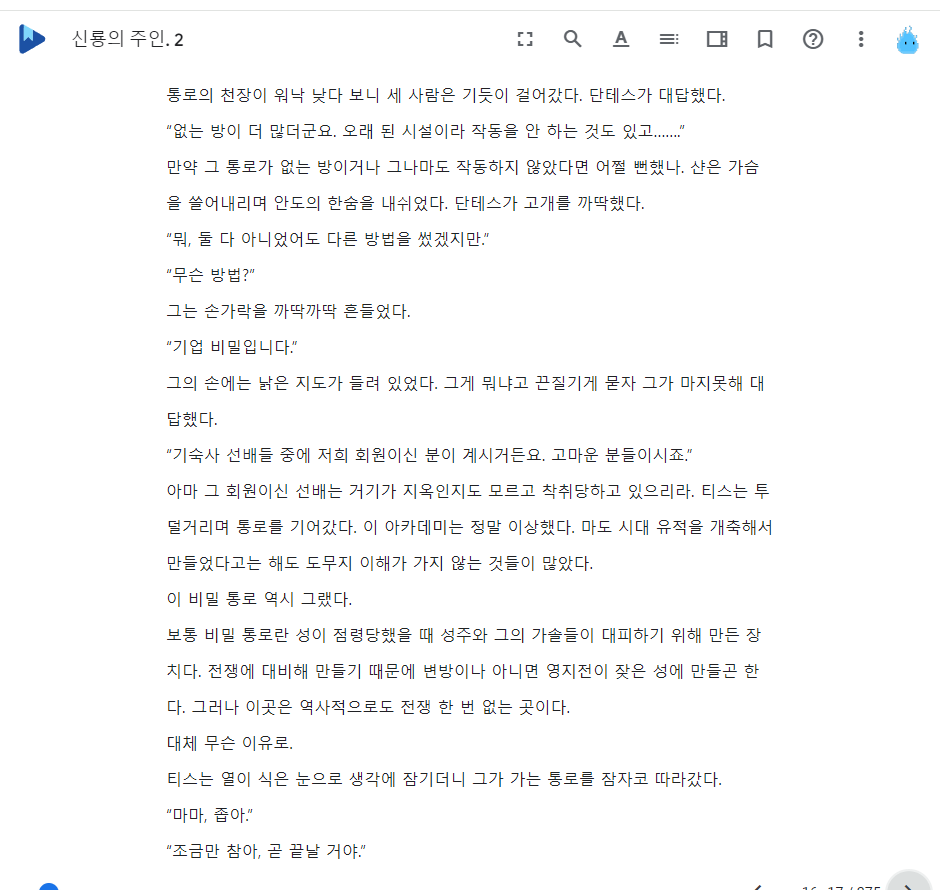 신룡의 주인. 2
통로의 천장이 워낙 낮다 보니 세 사람은 기듯이 걸어갔다. 단테스가 대답했다.
“없는 방이 더 많더군요. 오래 된 시설이라 작동을 안 하는 것도 있고…….”
만약 그 통로가 없는 방이거나 그나마도 작동하지 않았다면 어쩔 뻔했나. 샨은 가슴
을 쓸어내리며 안도의 한숨을 내쉬었다. 단테스가 고개를 까딱했다.
“뭐, 둘 다 아니었어도 다른 방법을 썼겠지만.”
“무슨 방법?”
그는 손가락을 까딱까딱 흔들었다.
“기업 비밀입니다.”
그의 손에는 낡은 지도가 들려 있었다. 그게 뭐냐고 끈질기게 묻자 그가 마지못해 대
답했다.
“기숙사 선배들 중에 저희 회원이신 분이 계시거든요. 고마운 분들이시죠.”
아마 그 회원이신 선배는 거기가 지옥인지도 모르고 착취당하고 있으리라. 티스는 투
덜거리며 통로를 기어갔다. 이 아카데미는 정말 이상했다. 마도 시대 유적을 개축해서
만들었다고는 해도 도무지 이해가 가지 않는 것들이 많았다.
이 비밀 통로 역시 그랬다.
보통 비밀 통로란 성이 점령당했을 때 성주와 그의 가솔들이 대피하기 위해 만든 장
치다. 전쟁에 대비해 만들기 때문에 변방이나 아니면 영지전이 잦은 성에 만들곤 한
다. 그러나 이곳은 역사적으로도 전쟁 한 번 없는 곳이다.
대체 무슨 이유로.
티스는 열이 식은 눈으로 생각에 잠기더니 그가 가는 통로를 잠자코 따라갔다.
“마마, 좁아.”
“조금만 참아, 곧 끝날 거야.”